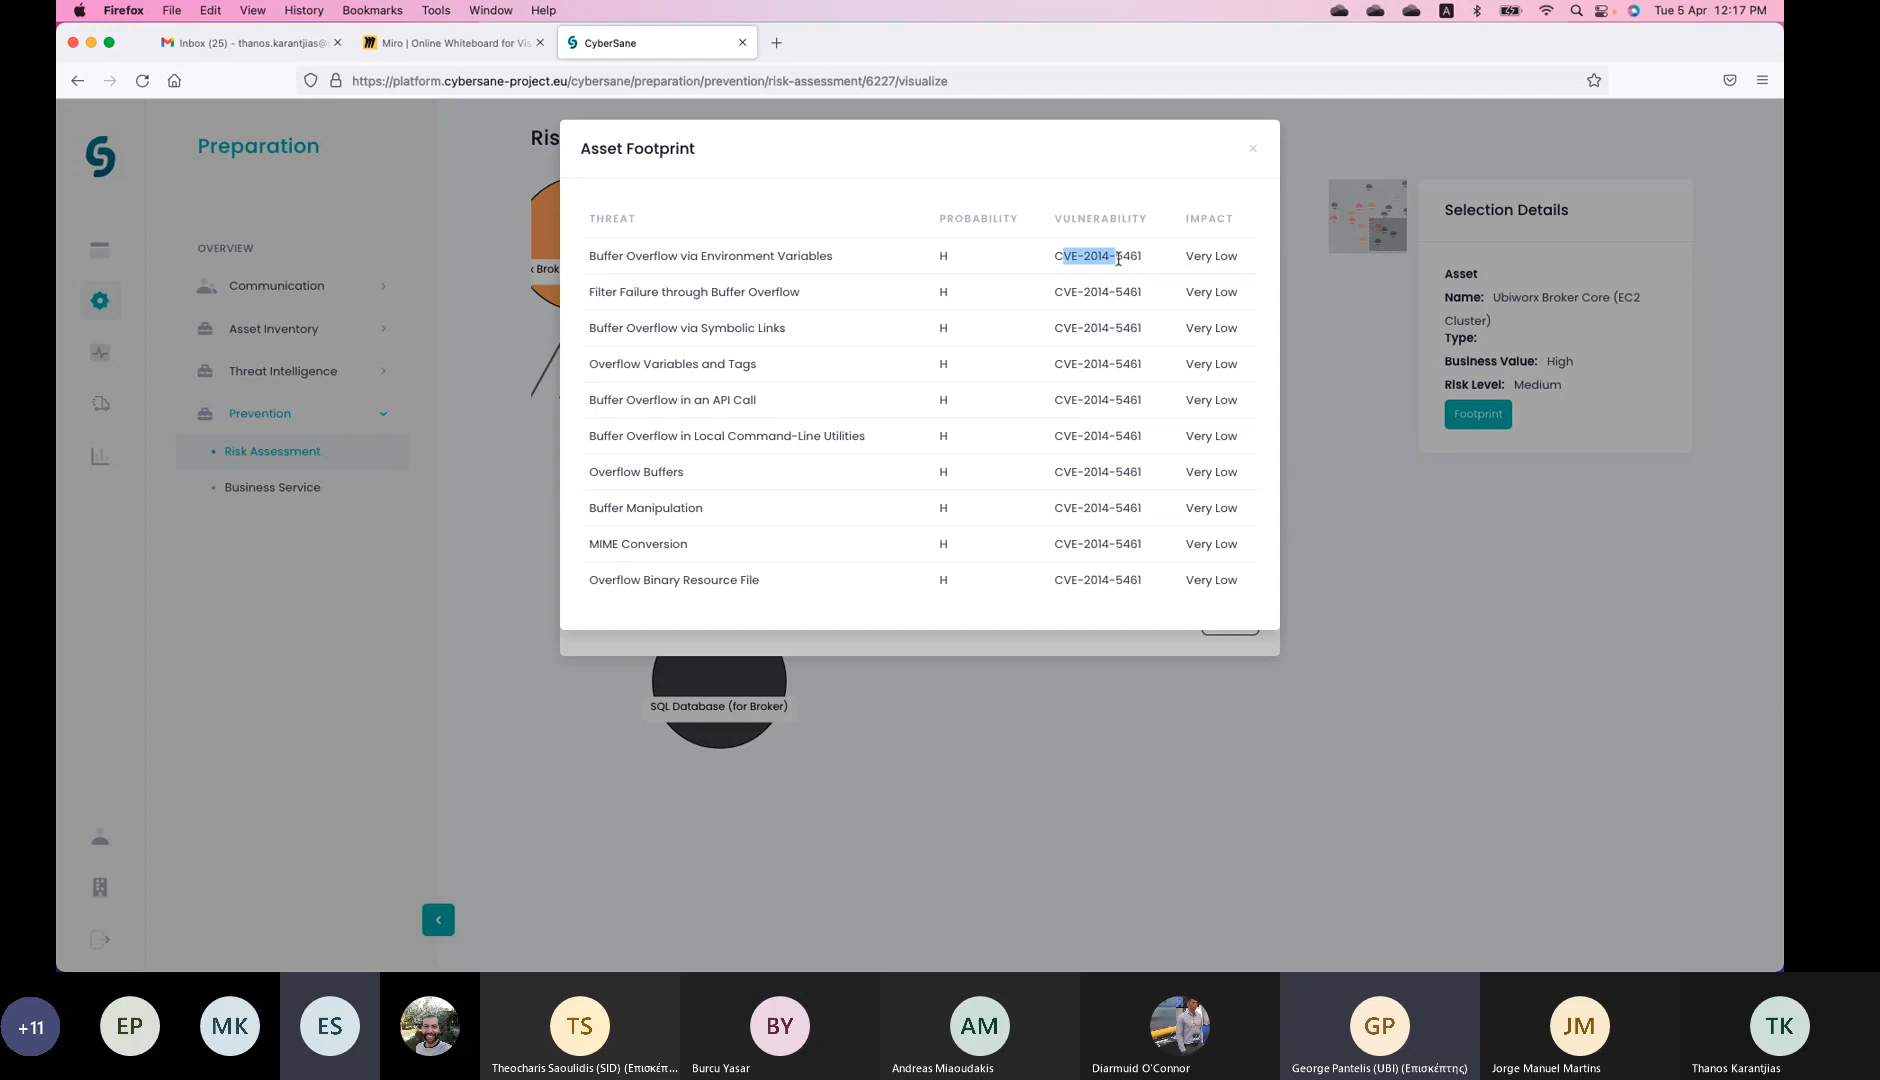 Firefox File Edit View History Bookmarks Tools Window Help
A
Tue 5 Apr 12:17 PM
Inbox (25) - thanos.karantjias@
Miro | Online Whiteboard for Vis
CyberSane
https://platform.cybersane-project.eu/cybersane/preparation/prevention/risk-assessment/6227/visualize
Preparation
OVERVIEW
Communication
Asset Inventory
Threat Intelligence
Prevention
Risk Assessment
Business Service
Ris
x Brok
Asset Footprint
THREAT PROBABILITY VULNERABILITY IMPACT
Buffer Overflow via Environment Variables H CVE-2014-5461 Very Low
Filter Failure through Buffer Overflow H CVE-2014-5461 Very Low
Buffer Overflow via Symbolic Links H CVE-2014-5461 Very Low
Overflow Variables and Tags H CVE-2014-5461 Very Low
Buffer Overflow in an API Call H CVE-2014-5461 Very Low
Buffer Overflow in Local Command-Line Utilities H CVE-2014-5461 Very Low
Overflow Buffers H CVE-2014-5461 Very Low
Buffer Manipulation H CVE-2014-5461 Very Low
MIME Conversion H CVE-2014-5461 Very Low
Overflow Binary Resource File H CVE-2014-5461 Very Low
SQL Database (for Broker)
Selection Details
Asset
Name: Ubiworx Broker Core (EC2
Cluster)
Type:
Business Value: High
Risk Level: Medium
Footprint
+11
EP
MK
ES
TS
BY
AM
GP
JM
TK
Theocharis Saoulidis (SID) (Επισκέπ...
Burcu Yasar
Andreas Miaoudakis
Diarmuid O'Connor
George Pantelis (UBI) (Επισκέπτης)
Jorge Manuel Martins
Thanos Karantjias